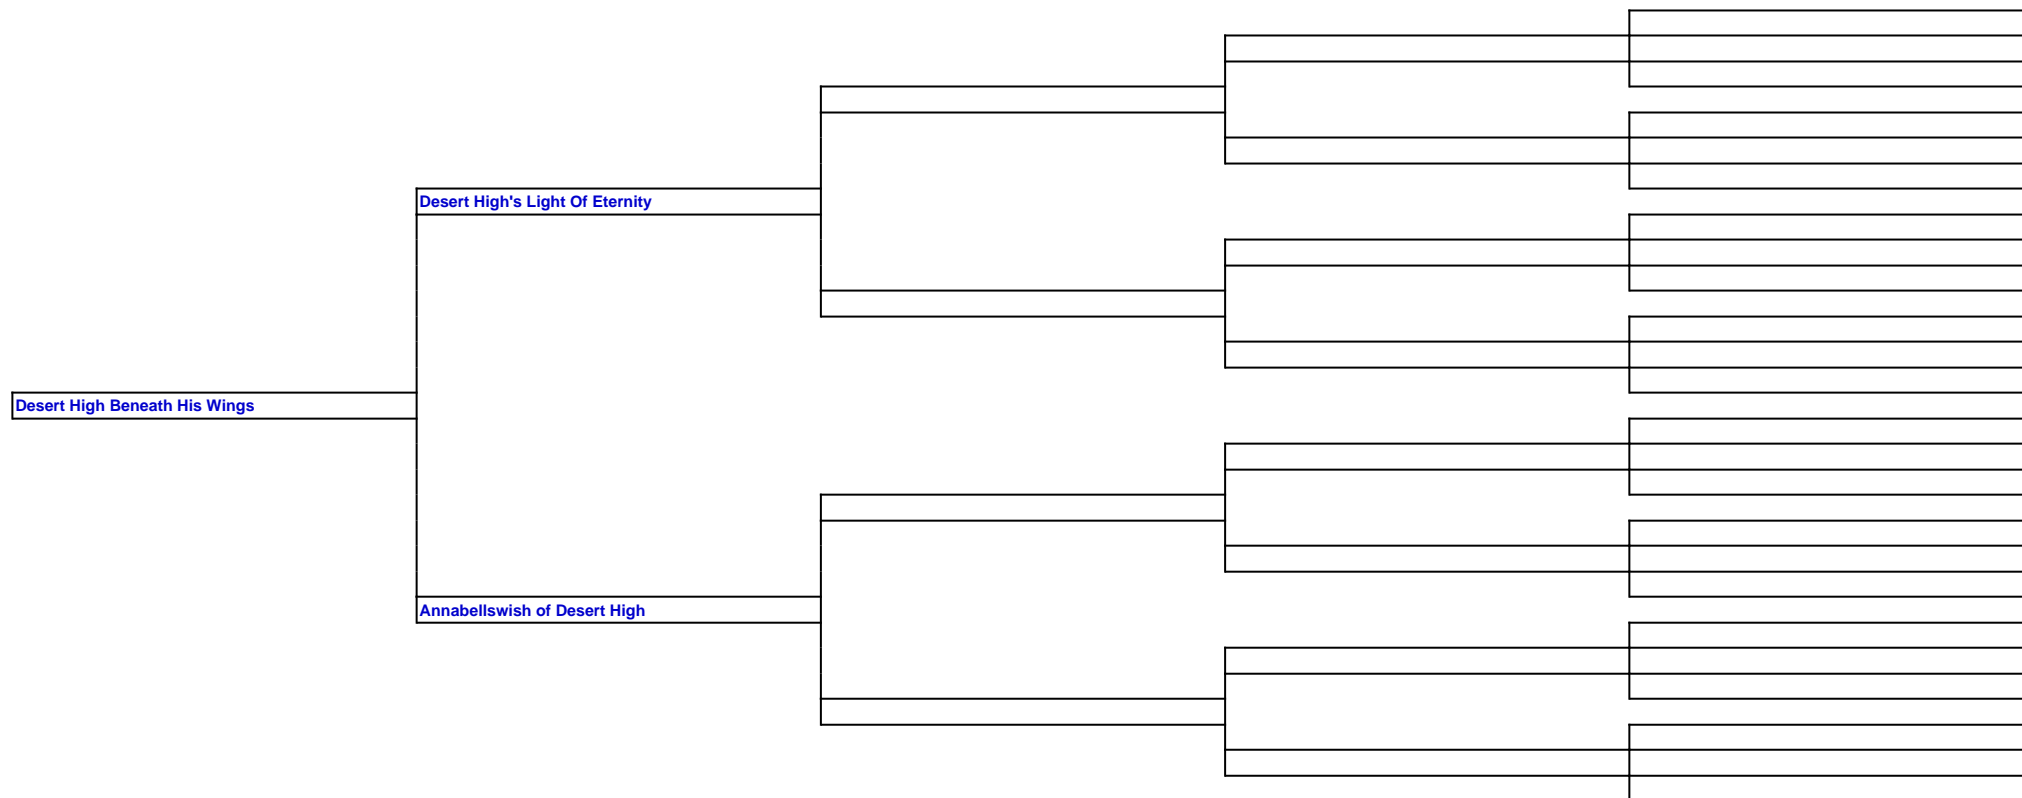 Desert High's Light Of Eternity
Desert High Beneath His Wings
Annabellswish of Desert High